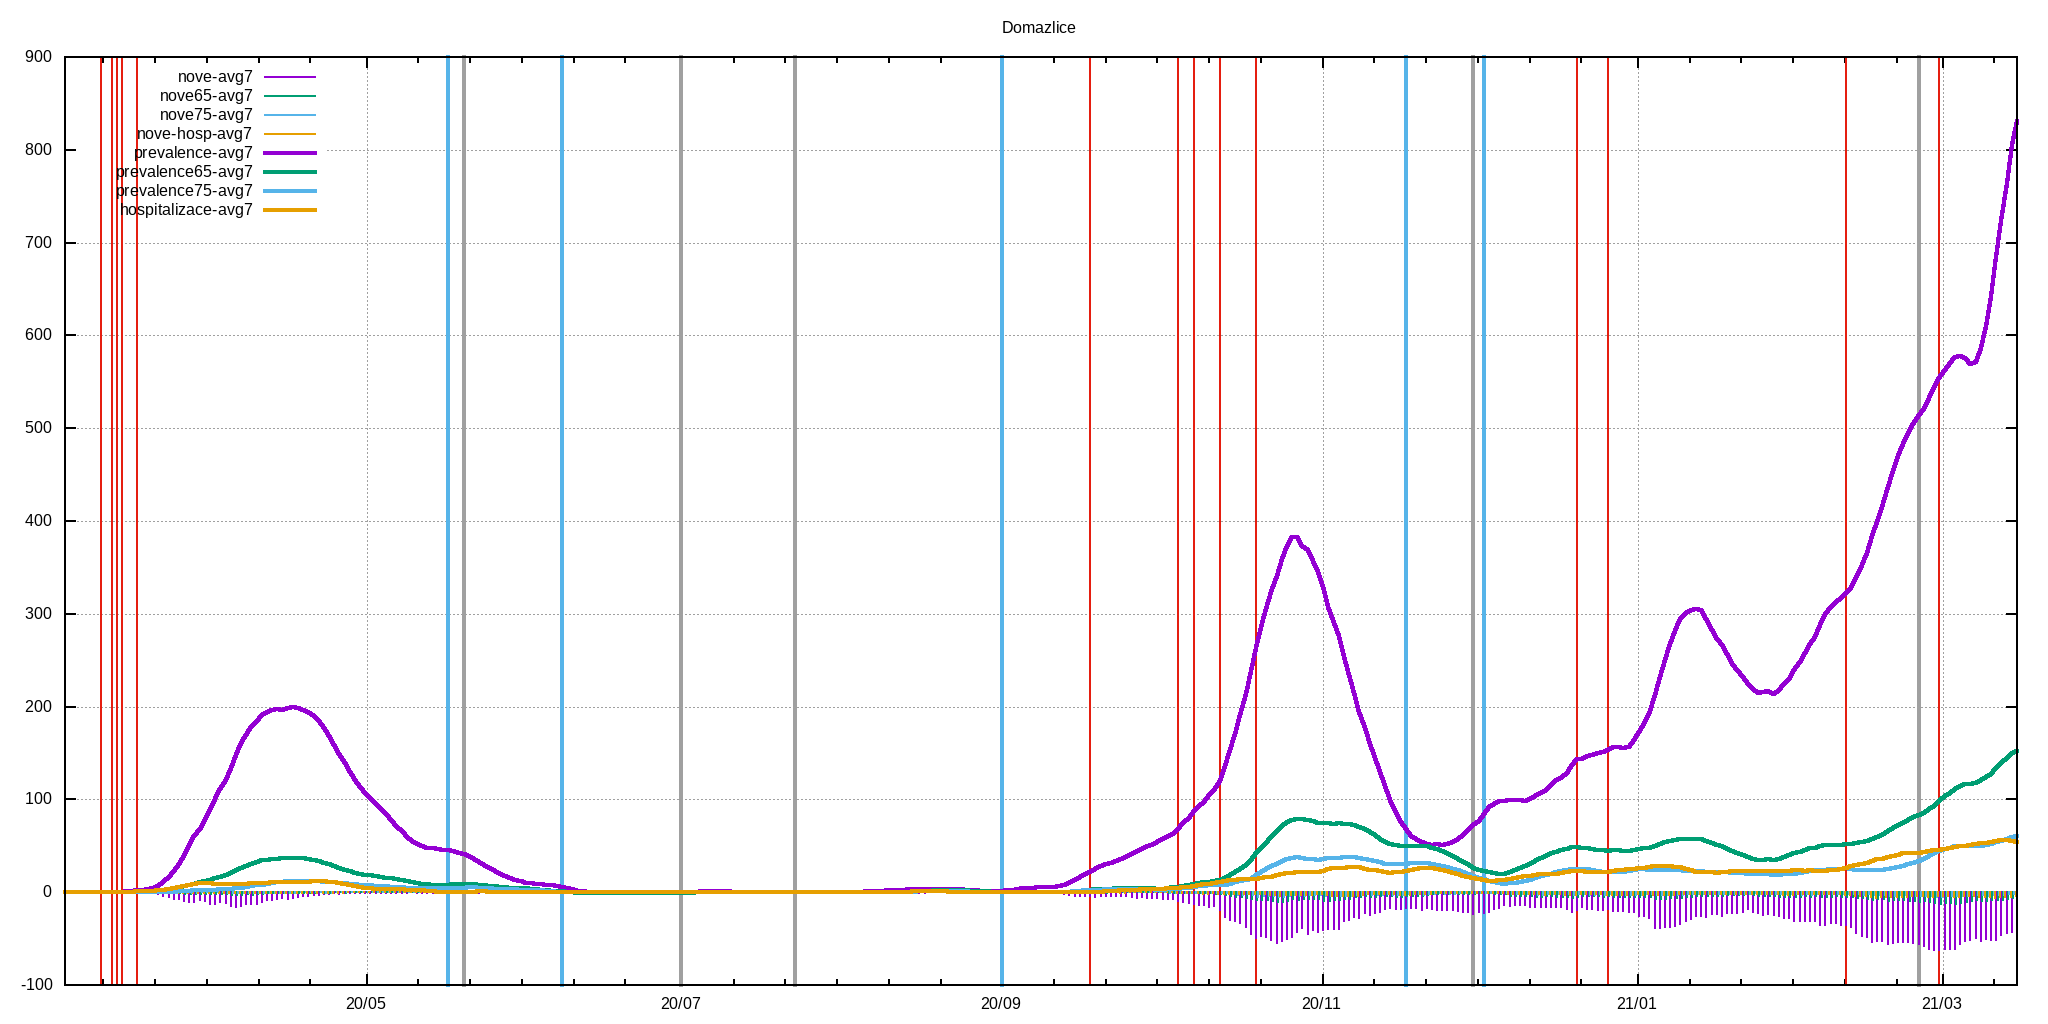 Domazlice
900
800
700
600
500
400
300
200
100
0
-100
nove-avg7
nove65-avg7
nove75-avg7
nove-hosp-avg7
prevalence-avg7
prevalence65-avg7
prevalence75-avg7
hospitalizace-avg7
20/05 20/07 20/09 20/11 21/01 21/03